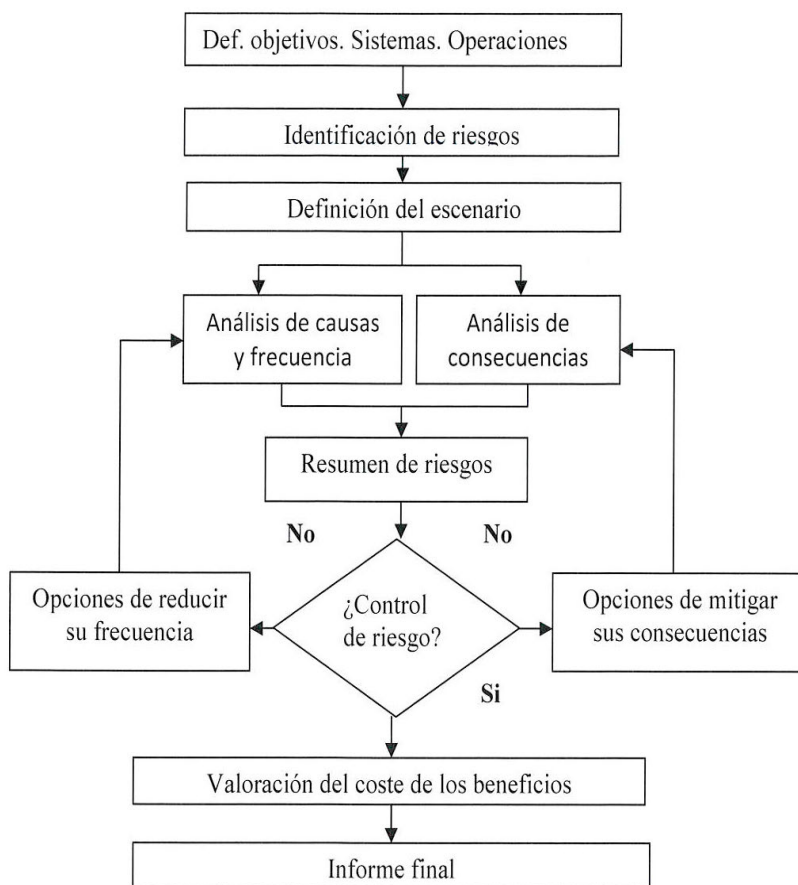 Def. objetivos. Sistemas. Operaciones
Identificación de riesgos
Definición del escenario
Análisis de causas
y frecuencia
Análisis de
consecuencias
Resumen de riesgos
No
No
Opciones de reducir
su frecuencia
¿Control
de riesgo?
Opciones de mitigar
sus consecuencias
Si
Valoración del coste de los beneficios
Informe final